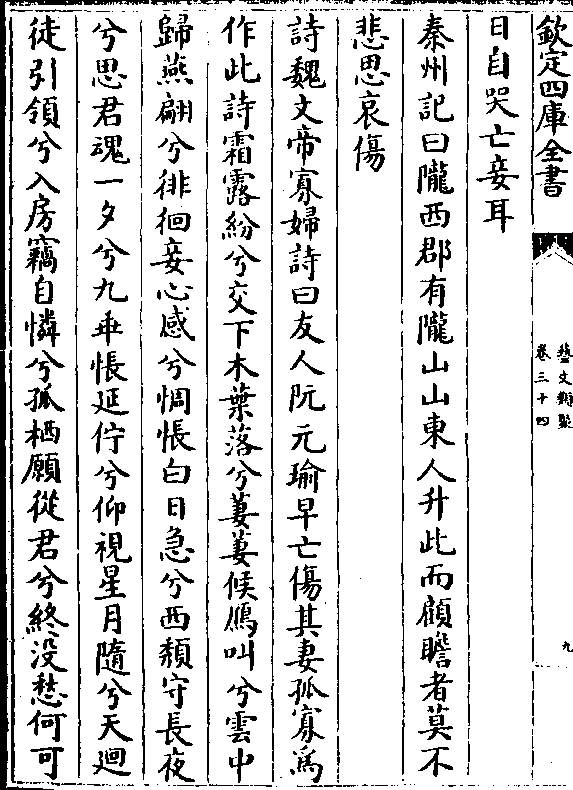 欽定四庫全書
藝文類聚
卷三十四
九
日自哭亡妾耳
秦州記曰隴西郡有隴山山東人升此而顧瞻者莫不
悲思哀傷
詩魏文帝寡婦詩曰友人阮元瑜早亡傷其妻孤寡為
作此詩霜露紛兮交下木葉落兮萋萋候鴈叫兮雲中
歸燕翩兮徘徊妾心感兮惆悵白日急兮西頹守長夜
兮思君魂一夕兮九乖悵延佇兮仰視星月隨兮天迴
徒引領兮入房竊自憐兮孤栖願從君兮終没愁何可